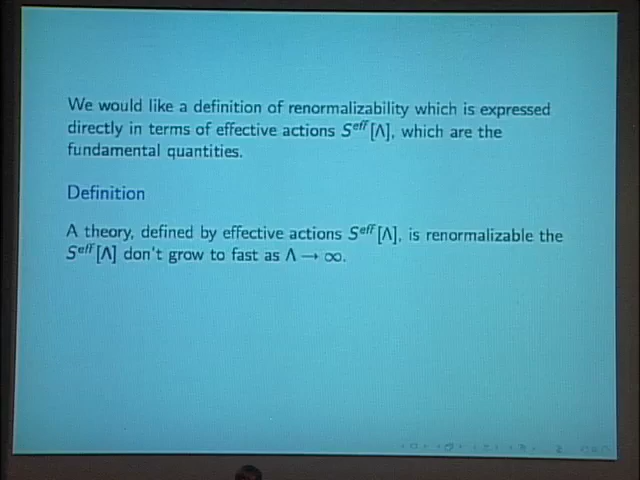 We would like a definition of renormalizability which is expressed
directly in terms of effective actions S^eff[Λ], which are the
fundamental quantities.
Definition
A theory, defined by effective actions S^eff[Λ], is renormalizable the
S^eff[Λ] don't grow to fast as Λ → ∞.